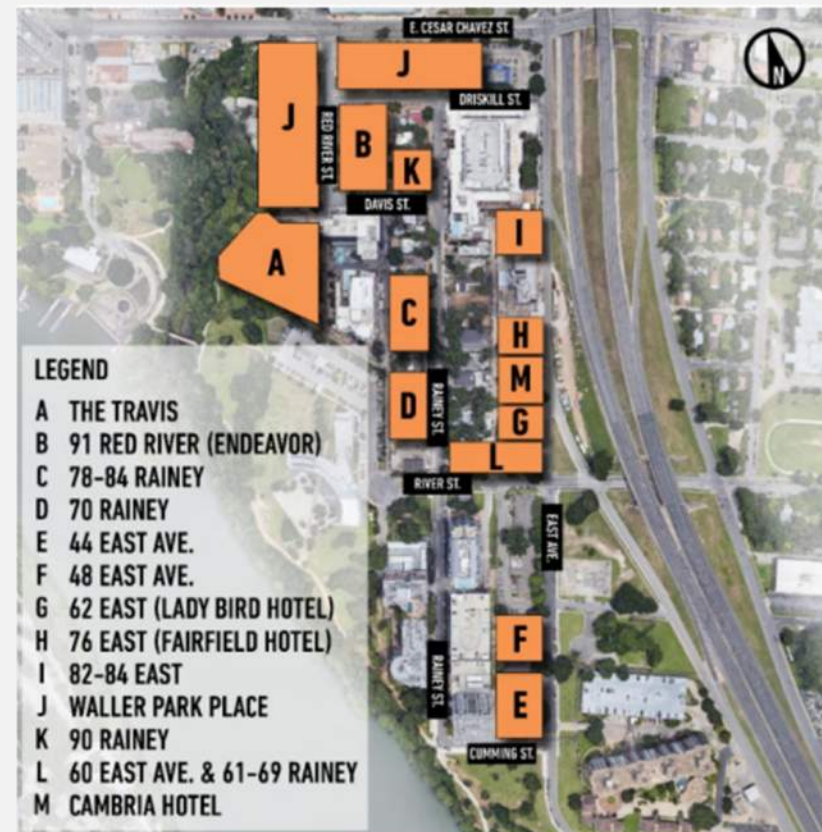 E. CESAR CHAVEZ ST.
J
J
DRISKILL ST.
N
RED RIVER ST.
B
K
DAVIS ST.
I
A
C
H
M
D
RAINEY ST.
G
L
RIVER ST.
EAST AVE.
F
RAINEY ST.
E
CUMMING ST.
LEGEND
A THE TRAVIS
B 91 RED RIVER (ENDEAVOR)
C 78-84 RAINEY
D 70 RAINEY
E 44 EAST AVE.
F 48 EAST AVE.
G 62 EAST (LADY BIRD HOTEL)
H 76 EAST (FAIRFIELD HOTEL)
I 82-84 EAST
J WALLER PARK PLACE
K 90 RAINEY
L 60 EAST AVE. & 61-69 RAINEY
M CAMBRIA HOTEL